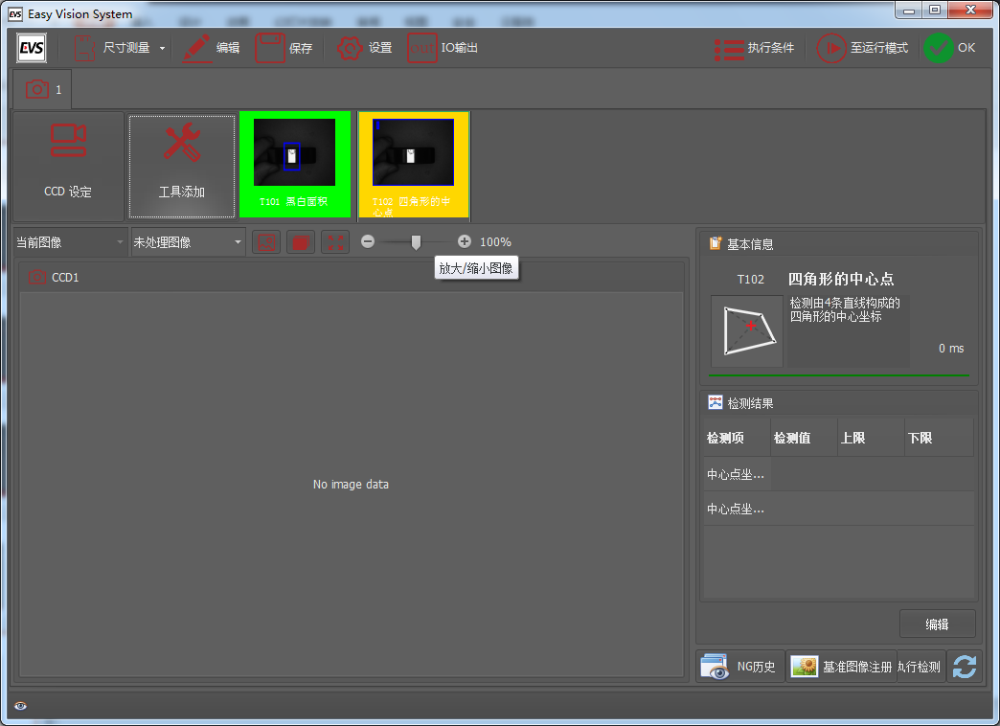 EVS Easy Vision System
EVS
尺寸测量
编辑
保存
设置
IO输出
执行条件
至运行模式
OK
1
CCD 设定
工具添加
T101 黑白面积
T102 四角形的中
心点
当前图像
未处理图像
100%
放大/缩小图像
CCD1
No image data
基本信息
T102
四角形的中心点
检测由4条直线构成的
四角形的中心坐标
0 ms
检测结果
检测项 检测值 上限 下限
中心点坐...
中心点坐...
编辑
NG历史
基准图像注册
执行检测